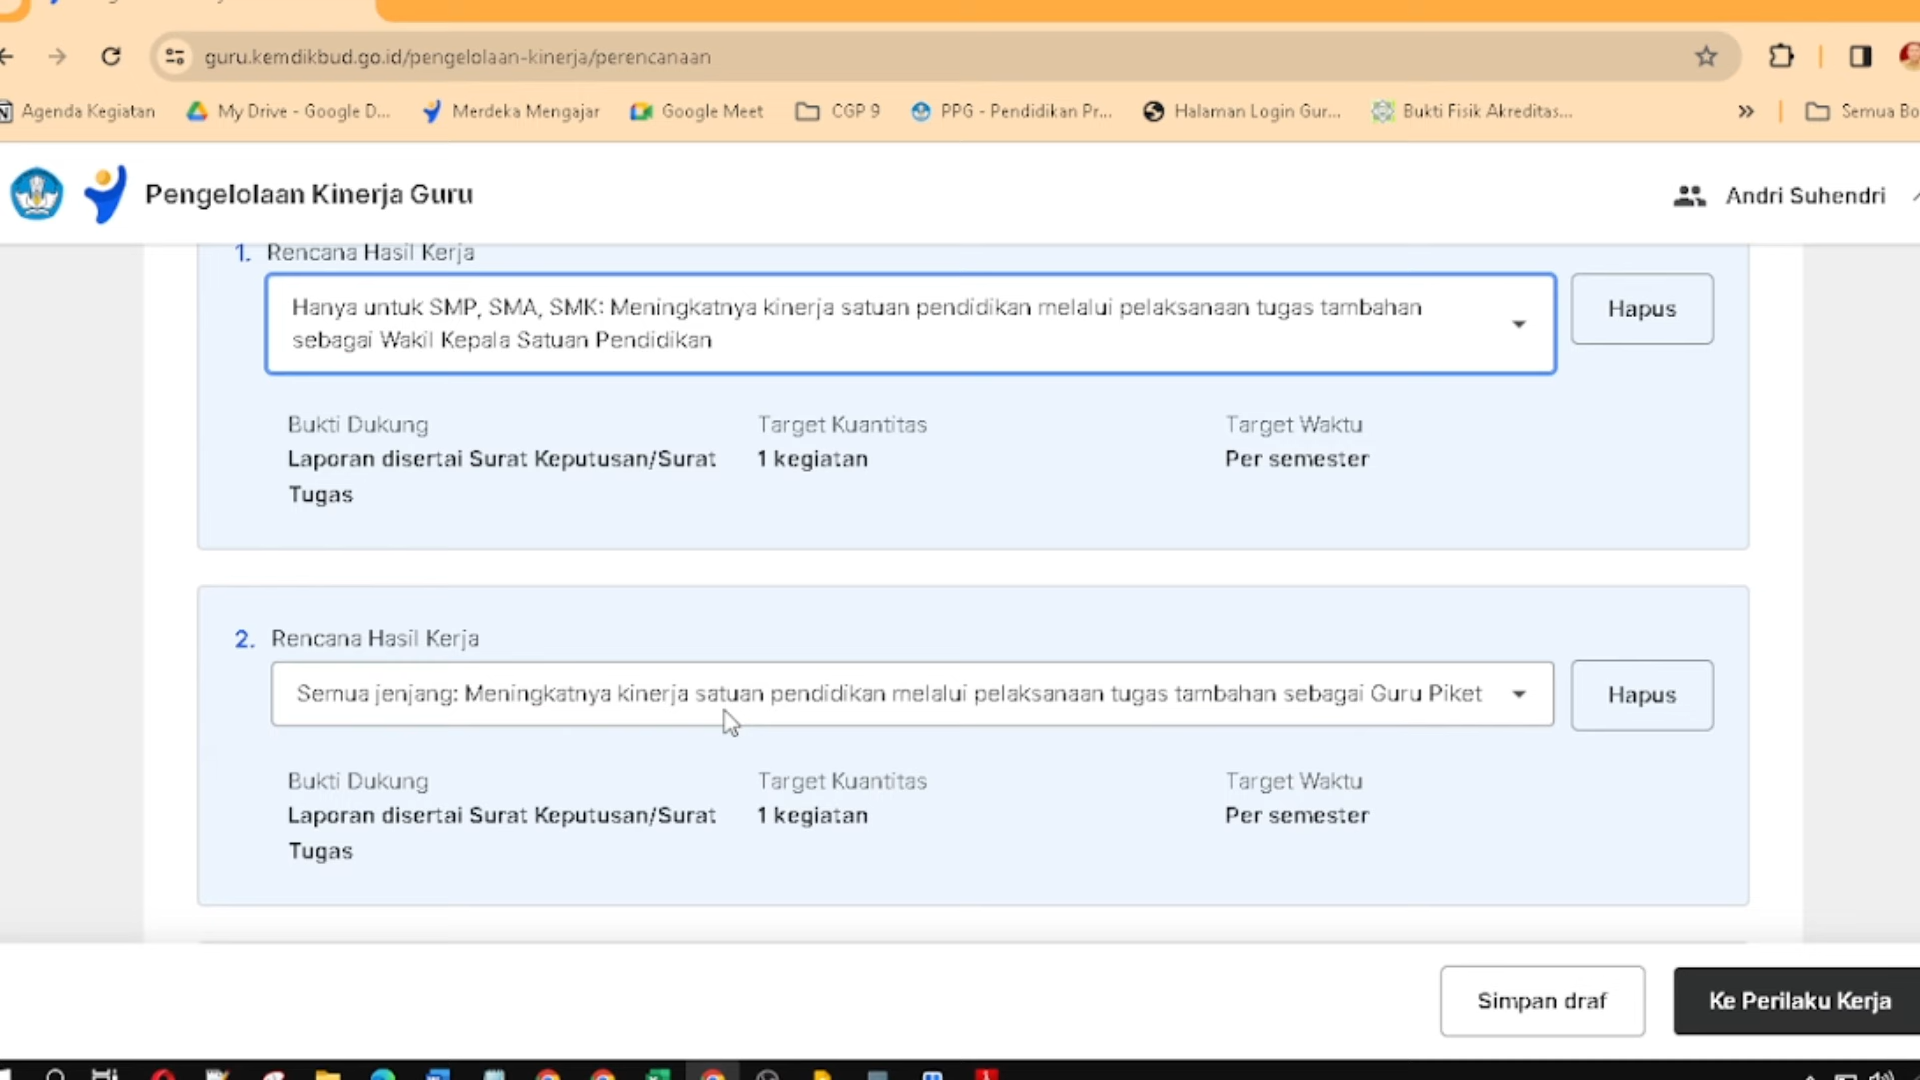 guru.kemdikbud.go.id/pengelolaan-kinerja/perencanaan
Agenda Kegiatan My Drive - Google D... Merdeka Mengajar Google Meet CGP 9 PPG - Pendidikan Pr... Halaman Login Gur... Bukti Fisik Akreditas... » Semua Bo
Pengelolaan Kinerja Guru Andri Suhendri
1. Rencana Hasil Kerja
Hanya untuk SMP, SMA, SMK: Meningkatnya kinerja satuan pendidikan melalui pelaksanaan tugas tambahan
sebagai Wakil Kepala Satuan Pendidikan
Hapus
Bukti Dukung Target Kuantitas Target Waktu
Laporan disertai Surat Keputusan/Surat 1 kegiatan Per semester
Tugas
2. Rencana Hasil Kerja
Semua jenjang: Meningkatnya kinerja satuan pendidikan melalui pelaksanaan tugas tambahan sebagai Guru Piket Hapus
Bukti Dukung Target Kuantitas Target Waktu
Laporan disertai Surat Keputusan/Surat 1 kegiatan Per semester
Tugas
Simpan draf Ke Perilaku Kerja